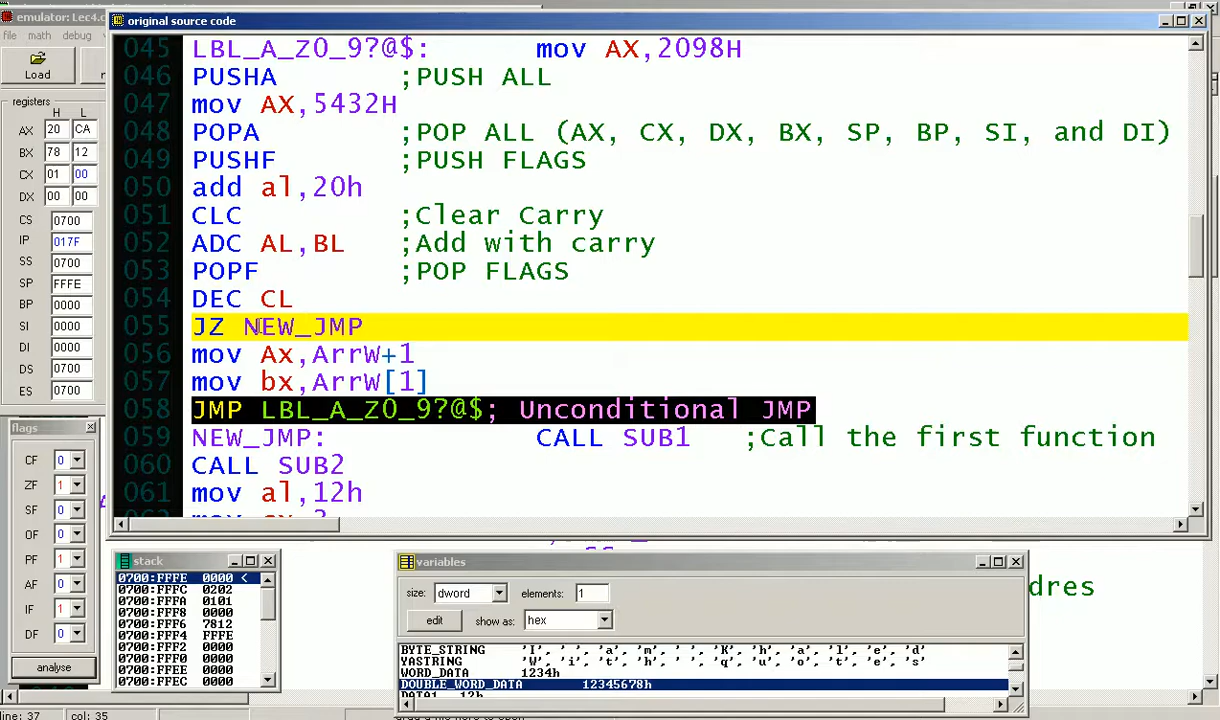 emulator: Lec4.c
original source code
file math debug
Load
registers
H L
AX 20 CA
BX 78 12
CX 01 00
DX 00 00
CS 0700
IP 017F
SS 0700
SP FFFE
BP 0000
SI 0000
DI 0000
DS 0700
ES 0700
flags
CF 0
ZF 1
SF 0
OF 0
PF 1
AF 0
IF 1
DF 0
analyse
045 LBL_A_Z0_9?@$: mov AX,2098H
046 PUSHA ;PUSH ALL
047 mov AX,5432H
048 POPA ;POP ALL (AX, CX, DX, BX, SP, BP, SI, and DI)
049 PUSHF ;PUSH FLAGS
050 add al,20h
051 CLC ;Clear Carry
052 ADC AL,BL ;Add with carry
053 POPF ;POP FLAGS
054 DEC CL
055 JZ NEW_JMP
056 mov Ax,ArrW+1
057 mov bx,ArrW[1]
058 JMP LBL_A_Z0_9?@$; Unconditional JMP
059 NEW_JMP: CALL SUB1 ;Call the first function
060 CALL SUB2
061 mov al,12h
stack
0700:FFFE 0000 <
0700:FFFC 0202
0700:FFFA 0101
0700:FFF8 0000
0700:FFF6 7812
0700:FFF4 FFFE
0700:FFF2 0000
0700:FFF0 0000
0700:FFEE 0000
0700:FFEC 0000
variables
size: dword elements: 1
edit show as: hex
BYTE_STRING 'I', ' ', 'a', 'm', ' ', 'K', 'h', 'a', 'l', 'e', 'd'
YASTRING 'W', 'i', 't', 'h', ' ', 'q', 'u', 'o', 't', 'e', 's'
WORD_DATA 1234h
DOUBLE_WORD_DATA 12345678h
DATA1 12h
dres
line: 37 col: 35